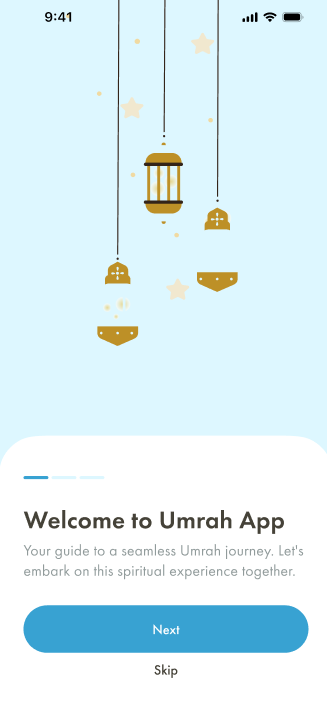 9:41
Welcome to Umrah App
Your guide to a seamless Umrah journey. Let's
embark on this spiritual experience together.
Next
Skip